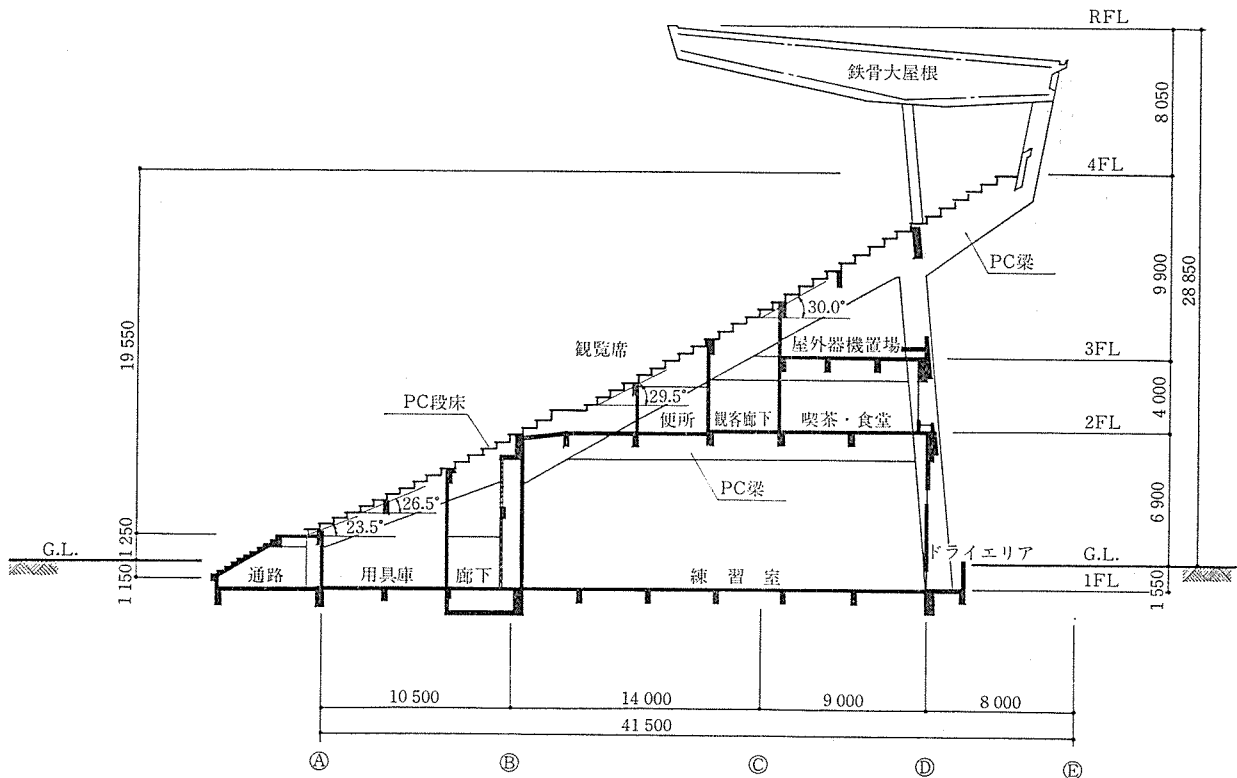 RFL
鉄骨大屋根
8 050
4FL
PC梁
9 900
28 850
30.0°
19 550
観覧席
屋外器機置場
3FL
29.5°
4 000
PC段床
便所
観客廊下
喫茶・食堂
2FL
PC梁
26.5°
6 900
23.5°
1 250
G.L.
ドライエリア
G.L.
通路
用具庫
廊下
練習室
1FL
1 150
1 550
10 500
14 000
9 000
8 000
41 500
Ⓐ
Ⓑ
Ⓒ
Ⓓ
Ⓔ